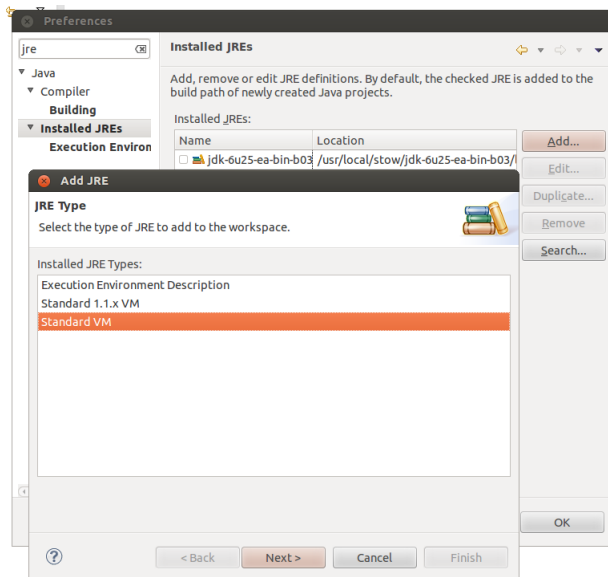 Preferences
jre
Installed JREs
Java
Compiler
Building
Installed JREs
Execution Environ
Add, remove or edit JRE definitions. By default, the checked JRE is added to the
build path of newly created Java projects.
Installed JREs:
Name Location
jdk-6u25-ea-bin-b03 /usr/local/stow/jdk-6u25-ea-bin-b03/
Add...
Edit...
Duplicate...
Remove
Search...
Add JRE
JRE Type
Select the type of JRE to add to the workspace.
Installed JRE Types:
Execution Environment Description
Standard 1.1.x VM
Standard VM
OK
?
< Back Next > Cancel Finish